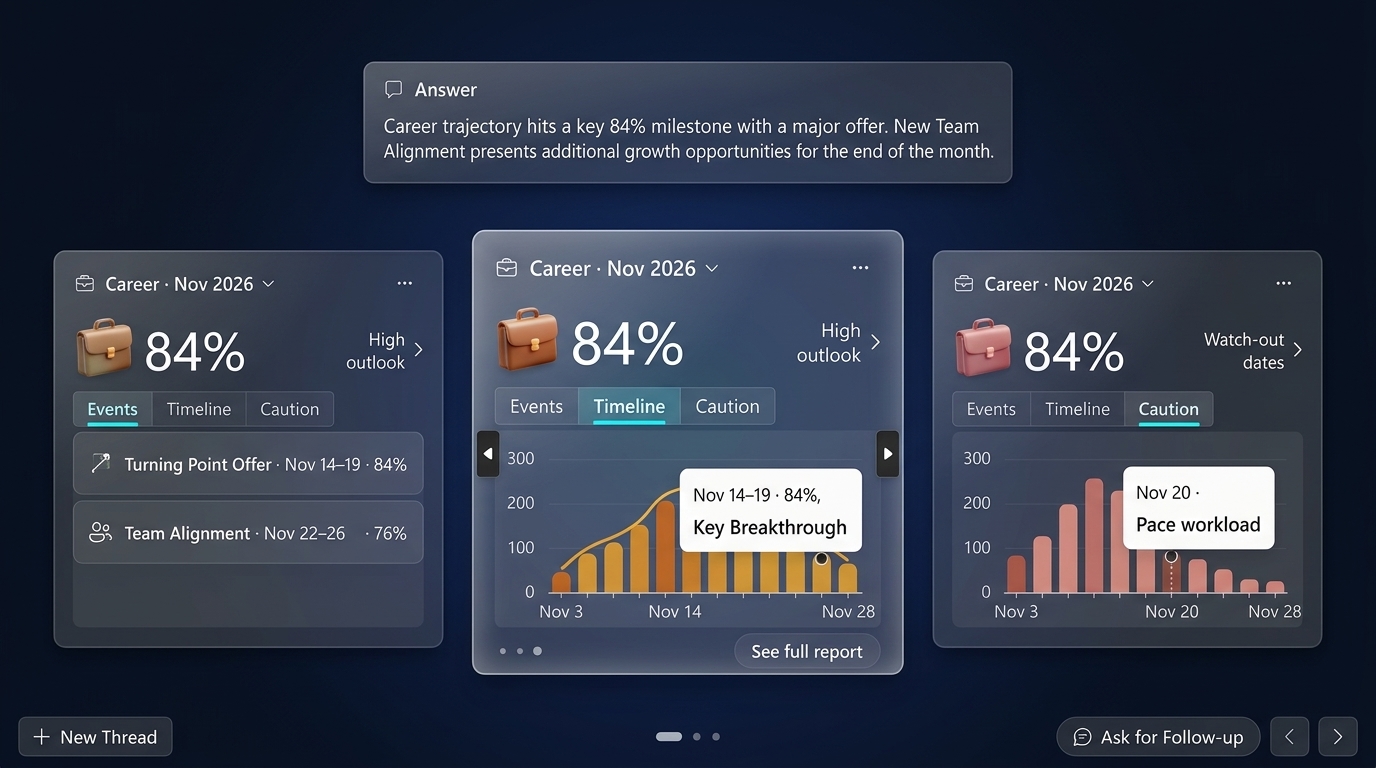 Answer
Career trajectory hits a key 84% milestone with a major offer. New Team
Alignment presents additional growth opportunities for the end of the month.
Career · Nov 2026
84%
High
outlook
Events Timeline Caution
Turning Point Offer · Nov 14–19 · 84%
Team Alignment · Nov 22–26 · 76%
Career · Nov 2026
84%
High
outlook
Events Timeline Caution
300
200
100
0
Nov 14–19 · 84%,
Key Breakthrough
Nov 3 Nov 14 Nov 28
See full report
Career · Nov 2026
84%
Watch-out
dates
Events Timeline Caution
300
200
100
0
Nov 20 ·
Pace workload
Nov 3 Nov 20 Nov 28
New Thread
Ask for Follow-up